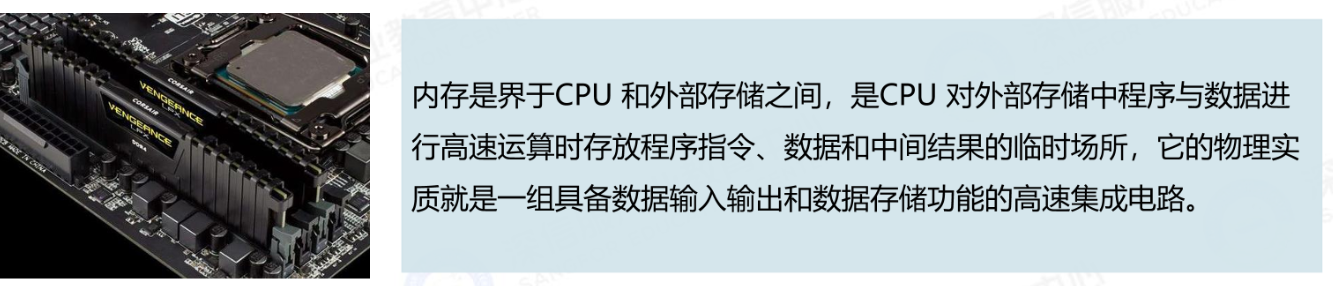 CORSAIR
VENGEANCE
LPX
CORSAIR
VENGEANCE
LPX
DDR4
内存是界于CPU 和外部存储之间，是CPU 对外部存储中程序与数据进
行高速运算时存放程序指令、数据和中间结果的临时场所，它的物理实
质就是一组具备数据输入输出和数据存储功能的高速集成电路。